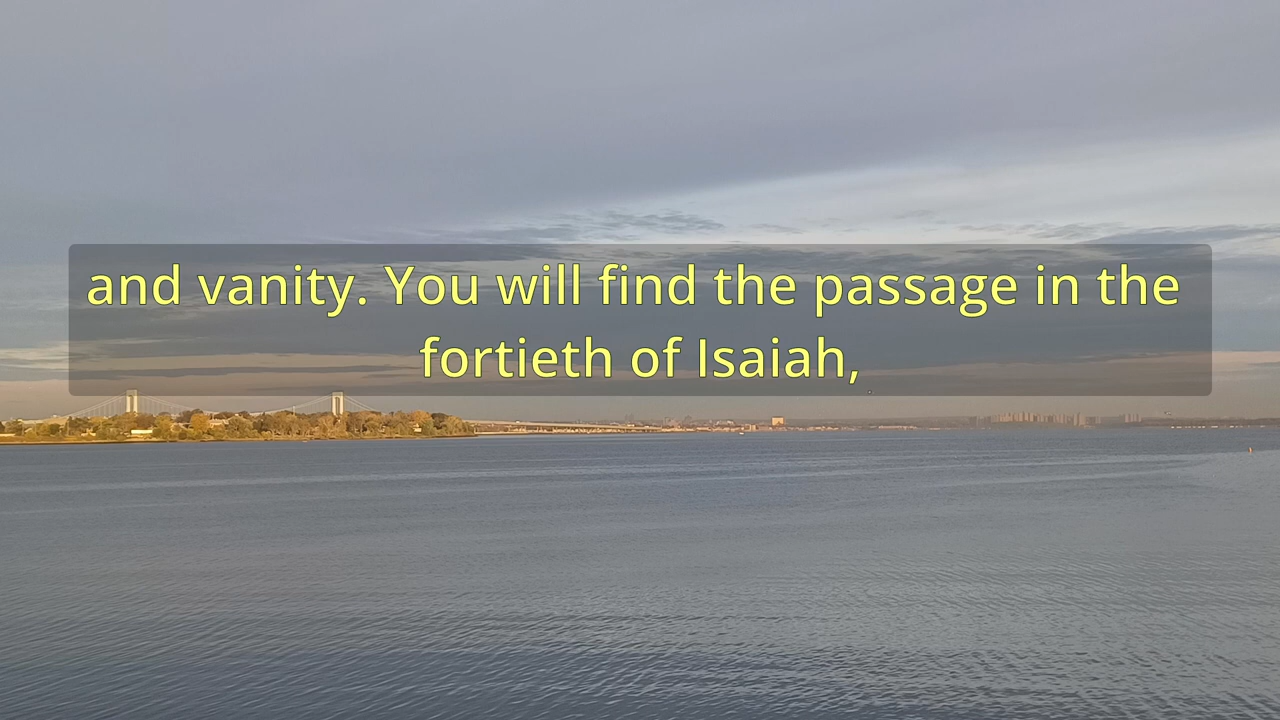 and vanity. You will find the passage in the
fortieth of Isaiah,